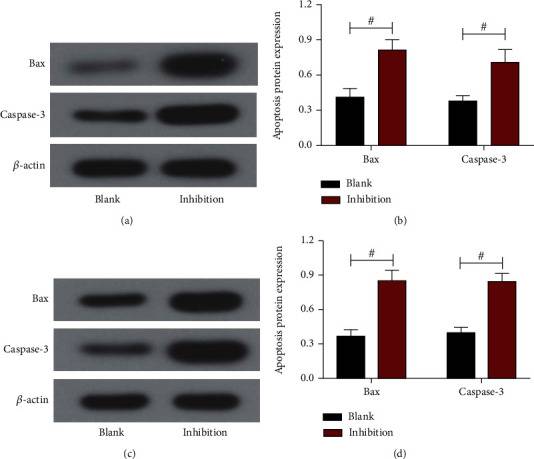 Bax
Caspase-3
β-actin
Blank Inhibition
(a)
Apoptosis protein expression
1.2
0.9
0.6
0.3
0.0
# #
Bax Caspase-3
Blank
Inhibition
(b)
Bax
Caspase-3
β-actin
Blank Inhibition
(c)
Apoptosis protein expression
1.2
0.9
0.6
0.3
0.0
# #
Bax Caspase-3
Blank
Inhibition
(d)